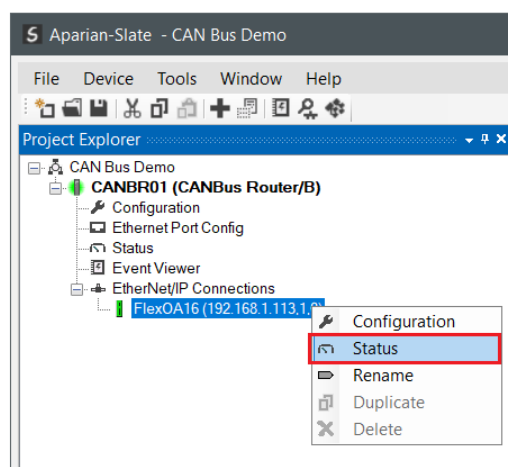 Aparian-Slate - CAN Bus Demo
File Device Tools Window Help
Project Explorer
CAN Bus Demo
CANBR01 (CANBus Router/B)
Configuration
Ethernet Port Config
Status
Event Viewer
EtherNet/IP Connections
FlexOA16 (192.168.1.113,1,0)
Configuration
Status
Rename
Duplicate
Delete